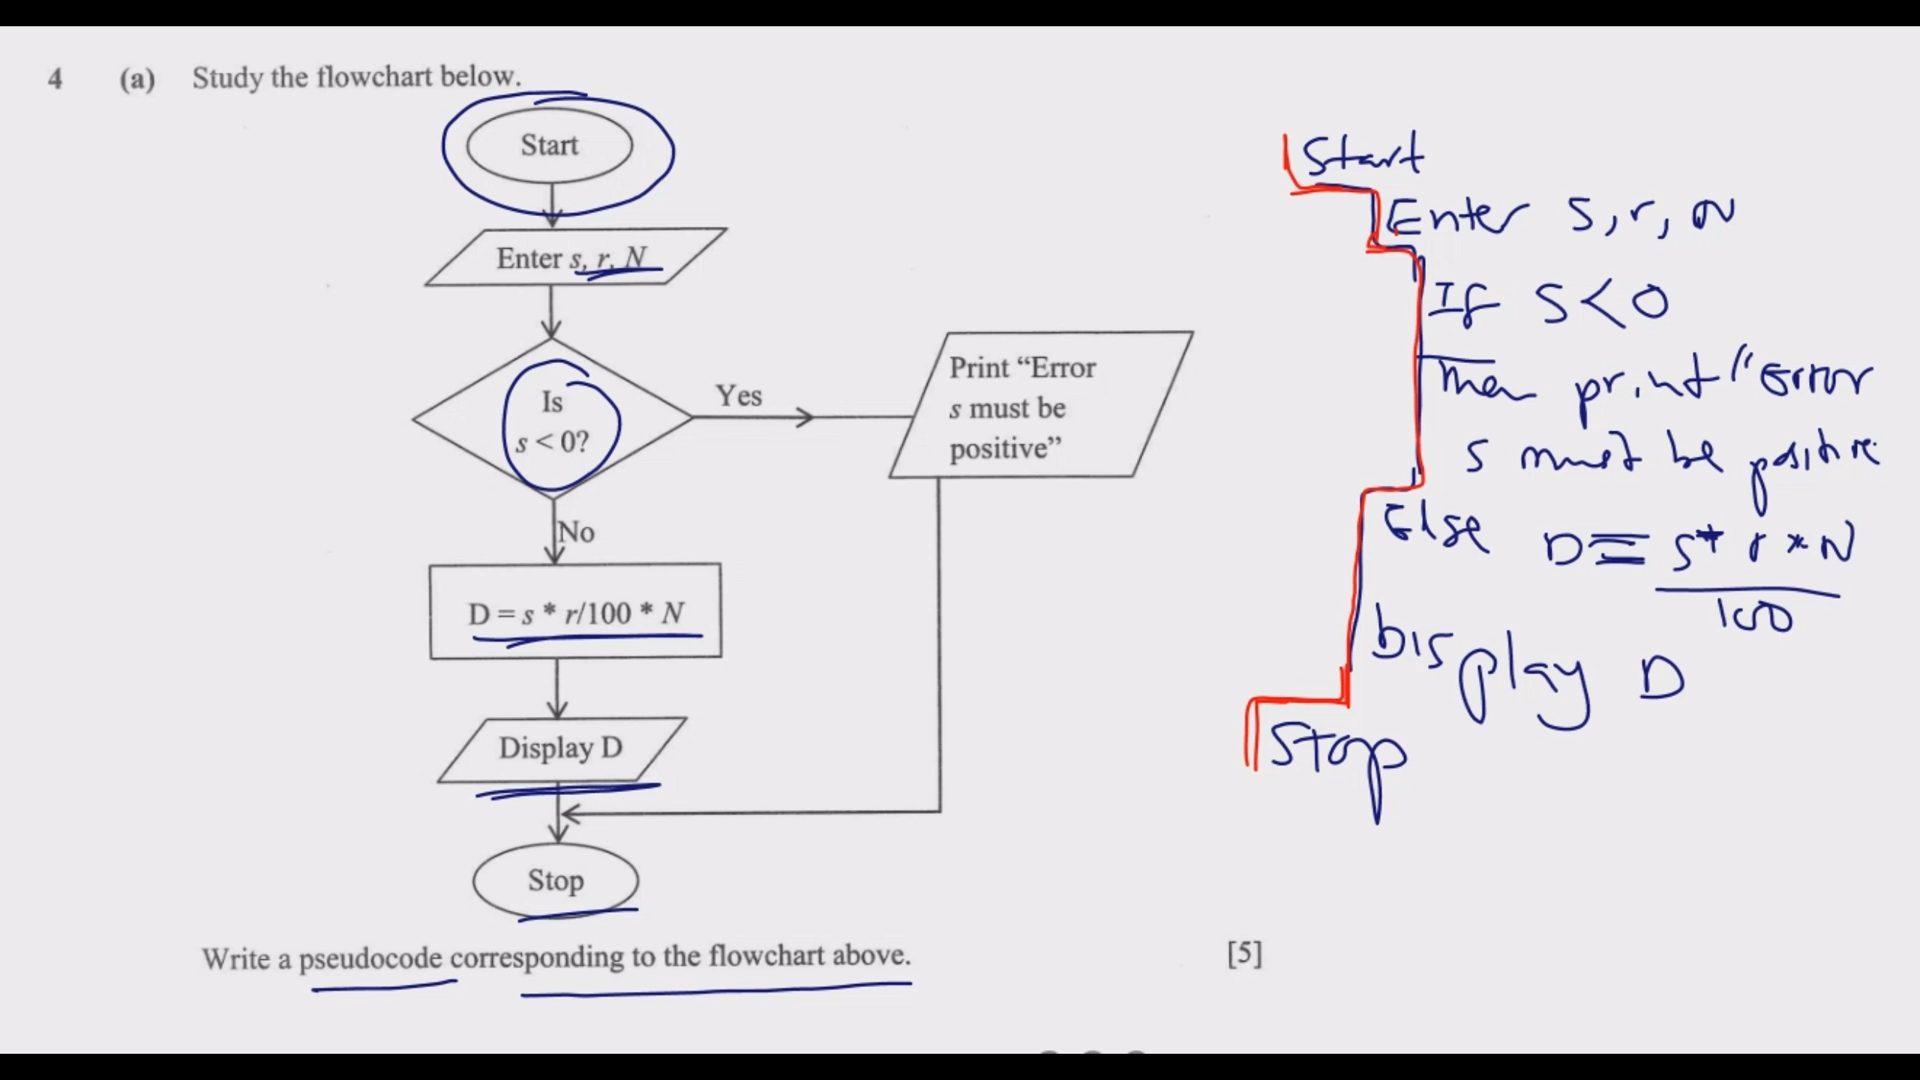 4 (a) Study the flowchart below.
Start
Enter s, r, N
Is
s < 0?
Yes
Print “Error
s must be
positive”
No
D = s * r/100 * N
Display D
Stop
Write a pseudocode corresponding to the flowchart above. [5]
Start
Enter s, r, N
If S < 0
Then print "Error
s must be positive
Else D = S * r * N
100
Display D
Stop